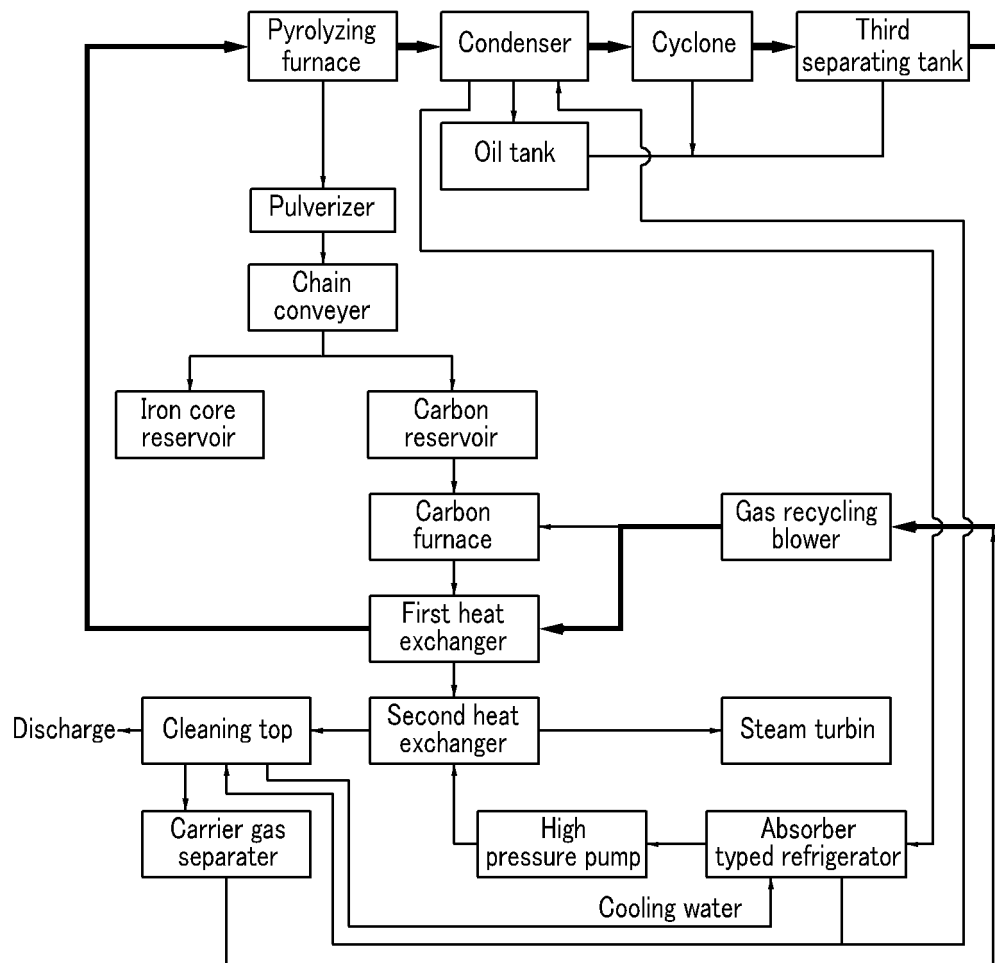 Pyrolyzing
furnace
Condenser
Cyclone
Third
separating tank
Oil tank
Pulverizer
Chain
conveyer
Iron core
reservoir
Carbon
reservoir
Carbon
furnace
Gas recycling
blower
First heat
exchanger
Discharge
Cleaning top
Second heat
exchanger
Steam turbin
Carrier gas
separater
High
pressure pump
Absorber
typed refrigerator
Cooling water